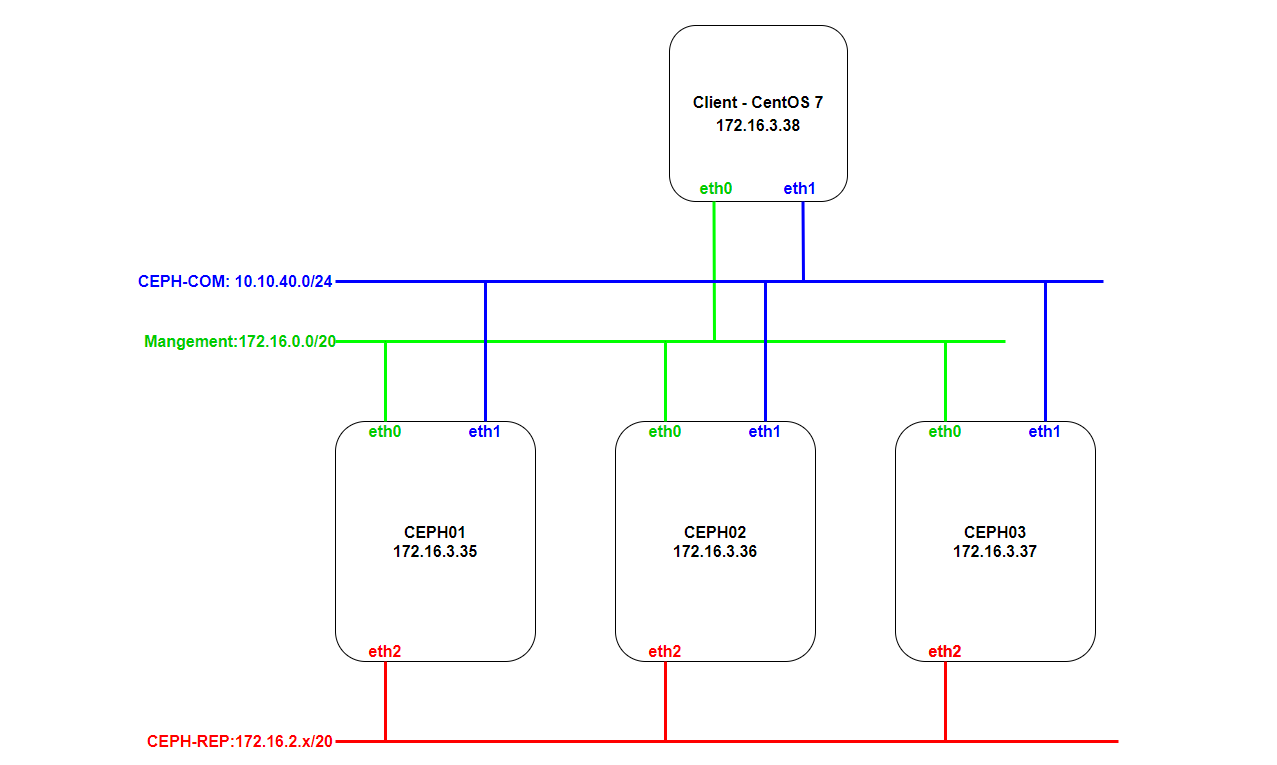 Client - CentOS 7
172.16.3.38
eth0
eth1
CEPH-COM: 10.10.40.0/24
Mangement:172.16.0.0/20
eth0
eth1
eth0
eth1
eth0
eth1
CEPH01
172.16.3.35
CEPH02
172.16.3.36
CEPH03
172.16.3.37
eth2
eth2
eth2
CEPH-REP:172.16.2.x/20